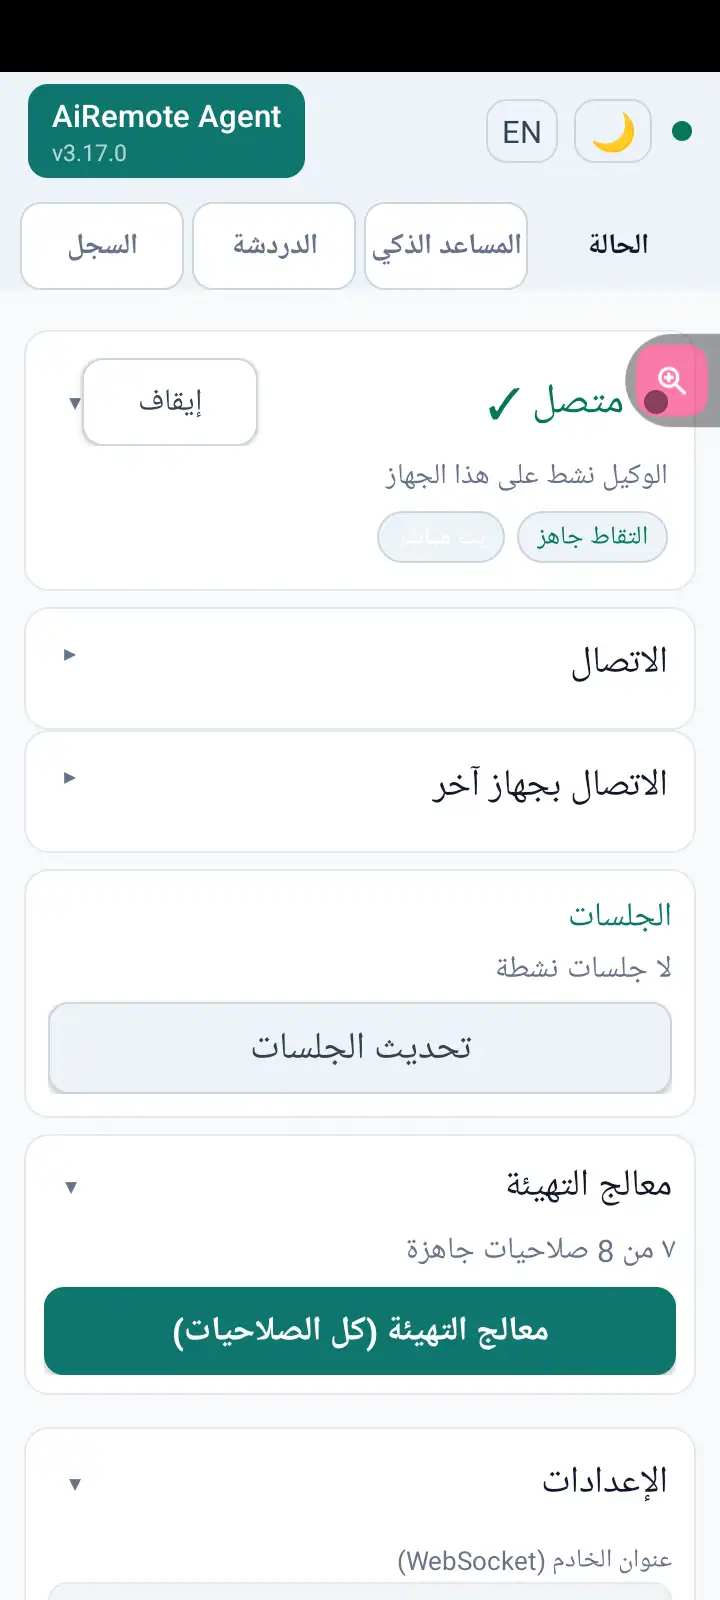 AiRemote Agent
v3.17.0
EN
الحالة
المساعد الذكي
الدردشة
السجل
متصل ✓
إيقاف
الوكيل نشط على هذا الجهاز
التقاط جاهز
بث مباشر
الاتصال
الاتصال بجهاز آخر
الجلسات
لا جلسات نشطة
تحديث الجلسات
معالج التهيئة
٧ من 8 صلاحيات جاهزة
معالج التهيئة (كل الصلاحيات)
الإعدادات
عنوان الخادم (WebSocket)